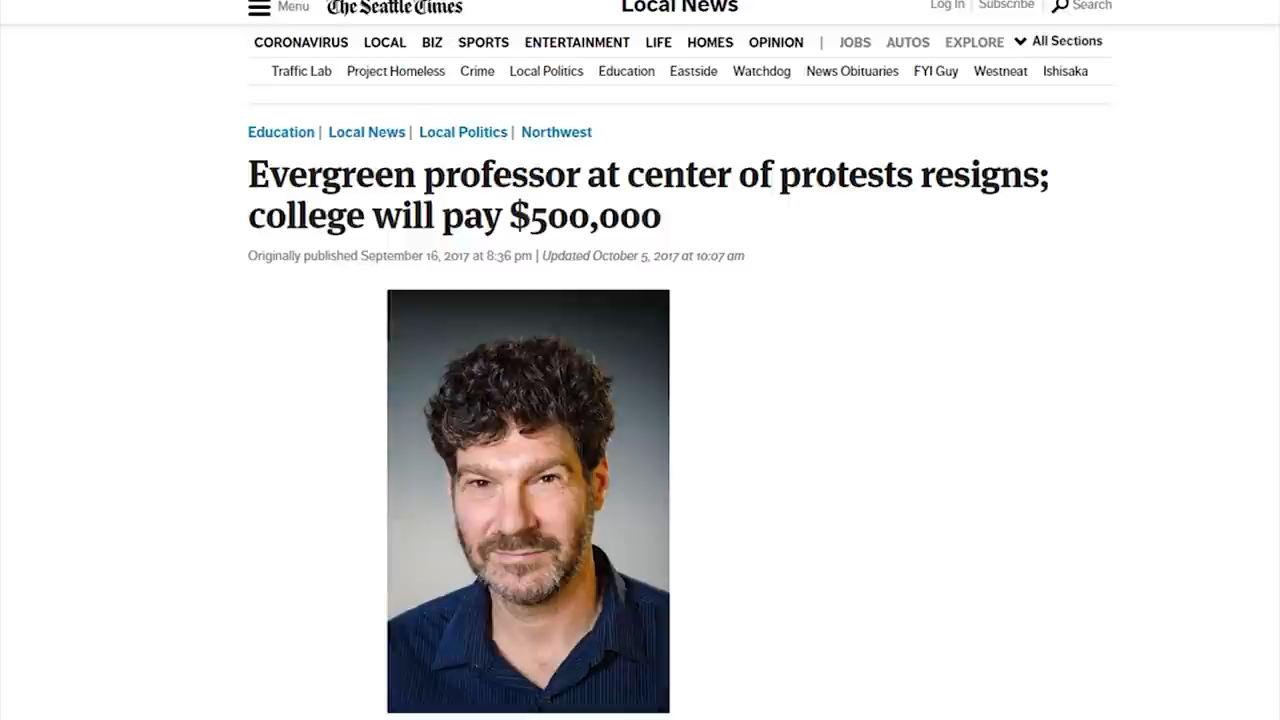 Menu The Seattle Times Local News Log In | Subscribe | Search
CORONAVIRUS LOCAL BIZ SPORTS ENTERTAINMENT LIFE HOMES OPINION | JOBS AUTOS EXPLORE All Sections
Traffic Lab Project Homeless Crime Local Politics Education Eastside Watchdog News Obituaries FYI Guy Westneat Ishisaka
Education | Local News | Local Politics | Northwest
Evergreen professor at center of protests resigns;
college will pay $500,000
Originally published September 16, 2017 at 8:36 pm | Updated October 5, 2017 at 10:07 am